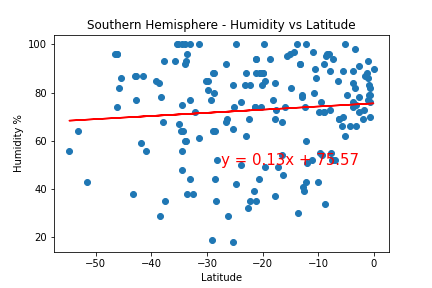 Southern Hemisphere - Humidity vs Latitude
100
80
60
40
20
Humidity %
y = 0.13x + 75.57
−50
−40
−30
−20
−10
0
Latitude